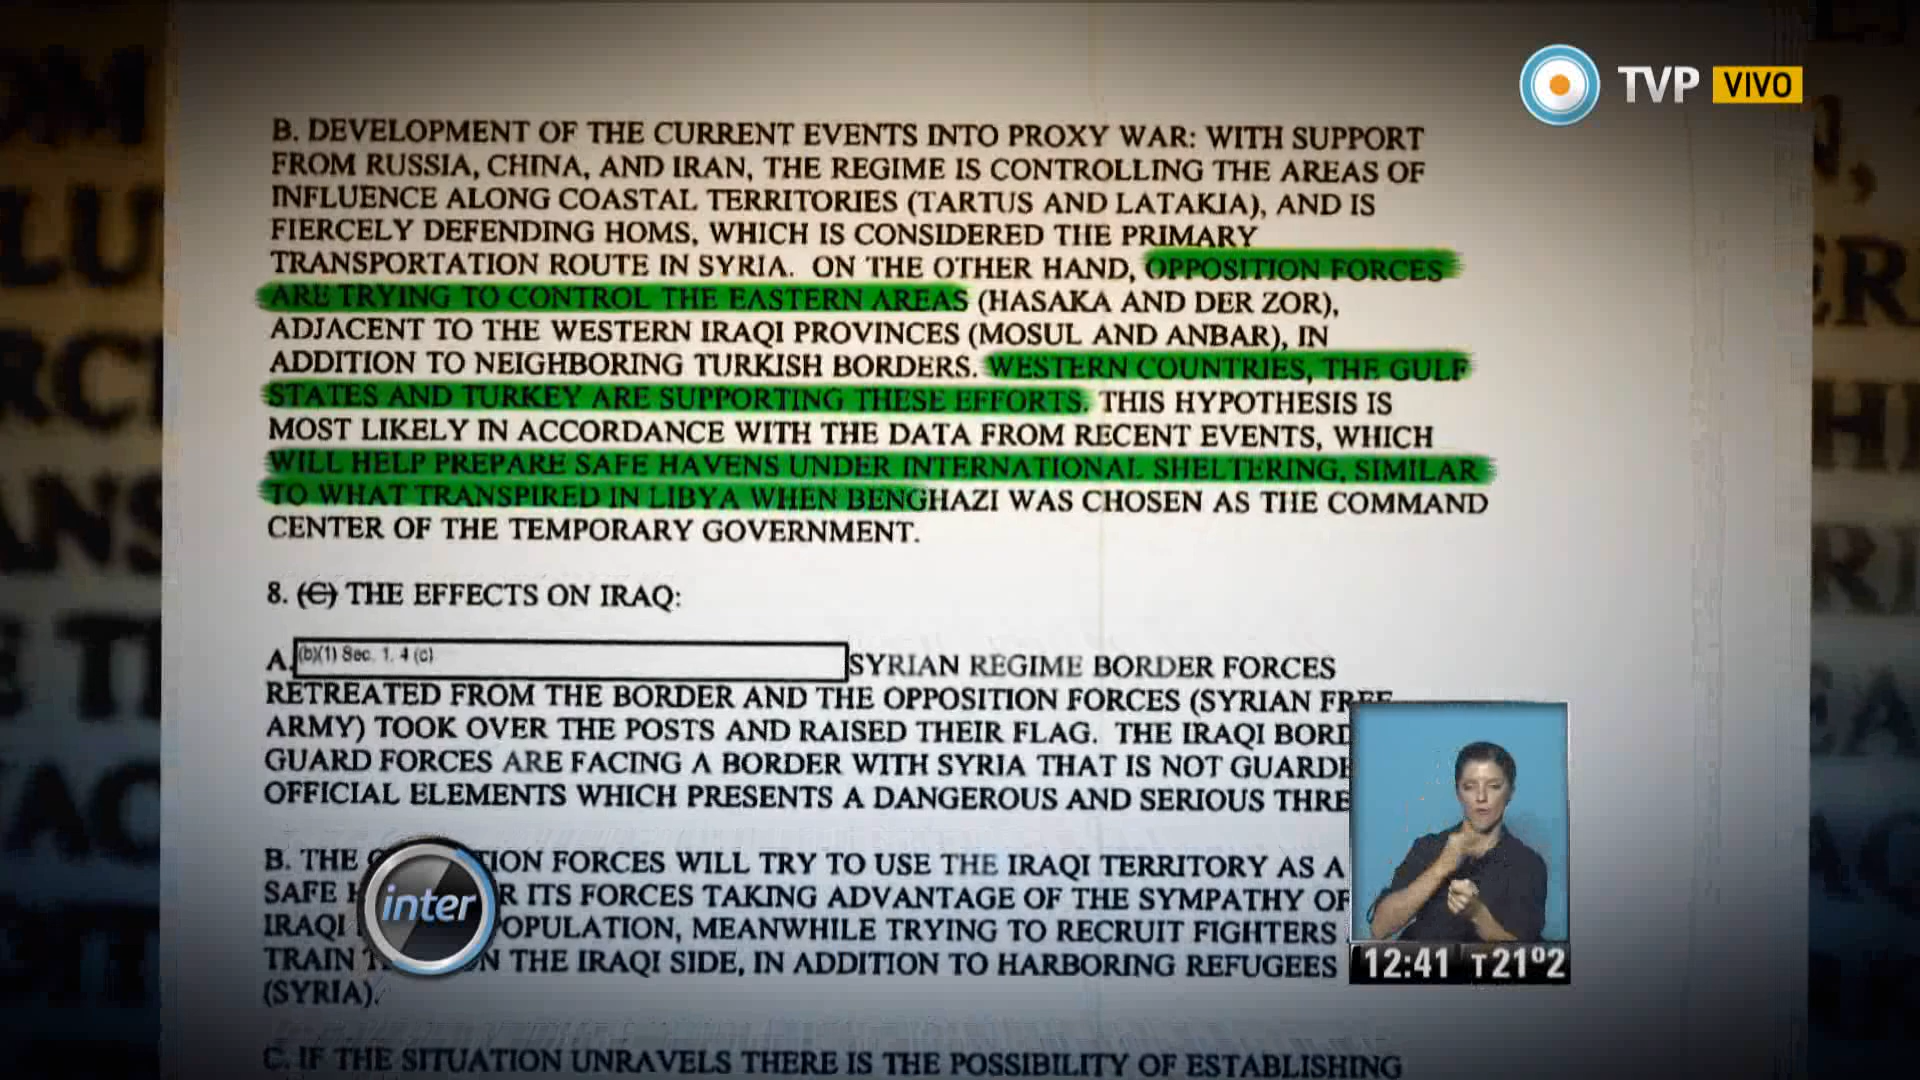 TVP VIVO
B. DEVELOPMENT OF THE CURRENT EVENTS INTO PROXY WAR: WITH SUPPORT
FROM RUSSIA, CHINA, AND IRAN, THE REGIME IS CONTROLLING THE AREAS OF
INFLUENCE ALONG COASTAL TERRITORIES (TARTUS AND LATAKIA), AND IS
FIERCELY DEFENDING HOMS, WHICH IS CONSIDERED THE PRIMARY
TRANSPORTATION ROUTE IN SYRIA. ON THE OTHER HAND, OPPOSITION FORCES
ARE TRYING TO CONTROL THE EASTERN AREAS (HASAKA AND DER ZOR),
ADJACENT TO THE WESTERN IRAQI PROVINCES (MOSUL AND ANBAR), IN
ADDITION TO NEIGHBORING TURKISH BORDERS. WESTERN COUNTRIES, THE GULF
STATES AND TURKEY ARE SUPPORTING THESE EFFORTS. THIS HYPOTHESIS IS
MOST LIKELY IN ACCORDANCE WITH THE DATA FROM RECENT EVENTS, WHICH
WILL HELP PREPARE SAFE HAVENS UNDER INTERNATIONAL SHELTERING, SIMILAR
TO WHAT TRANSPIRED IN LIBYA WHEN BENGHAZI WAS CHOSEN AS THE COMMAND
CENTER OF THE TEMPORARY GOVERNMENT.
8. (C) THE EFFECTS ON IRAQ:
A. (b)(1) Sec. 1. 4 (c) SYRIAN REGIME BORDER FORCES
RETREATED FROM THE BORDER AND THE OPPOSITION FORCES (SYRIAN FREE
ARMY) TOOK OVER THE POSTS AND RAISED THEIR FLAG. THE IRAQI BORD
GUARD FORCES ARE FACING A BORDER WITH SYRIA THAT IS NOT GUARDE
OFFICIAL ELEMENTS WHICH PRESENTS A DANGEROUS AND SERIOUS THRE
B. THE TION FORCES WILL TRY TO USE THE IRAQI TERRITORY AS A
SAFE R ITS FORCES TAKING ADVANTAGE OF THE SYMPATHY OF
IRAQI OPULATION, MEANWHILE TRYING TO RECRUIT FIGHTERS
TRAIN N THE IRAQI SIDE, IN ADDITION TO HARBORING REFUGEES
(SYRIA).
C. IF THE SITUATION UNRAVELS THERE IS THE POSSIBILITY OF ESTABLISHING
inter
12:41 T21º2